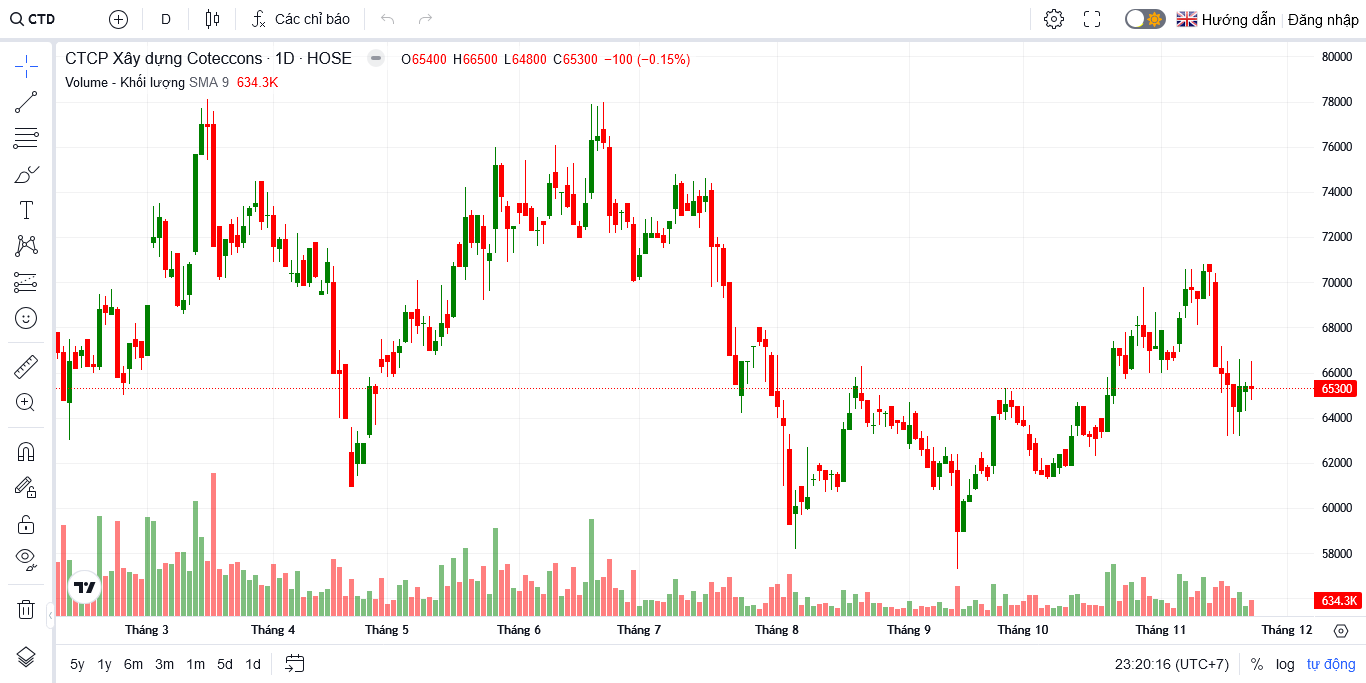 CTD D Các chỉ báo Hướng dẫn Đăng nhập
CTCP Xây dựng Coteccons · 1D · HOSE O65400 H66500 L64800 C65300 −100 (−0.15%)
Volume - Khối lượng SMA 9 634.3K
80000
78000
76000
74000
72000
70000
68000
66000
65300
64000
62000
60000
58000
634.3K
Tháng 3 Tháng 4 Tháng 5 Tháng 6 Tháng 7 Tháng 8 Tháng 9 Tháng 10 Tháng 11 Tháng 12
5y 1y 6m 3m 1m 5d 1d 23:20:16 (UTC+7) % log tự động